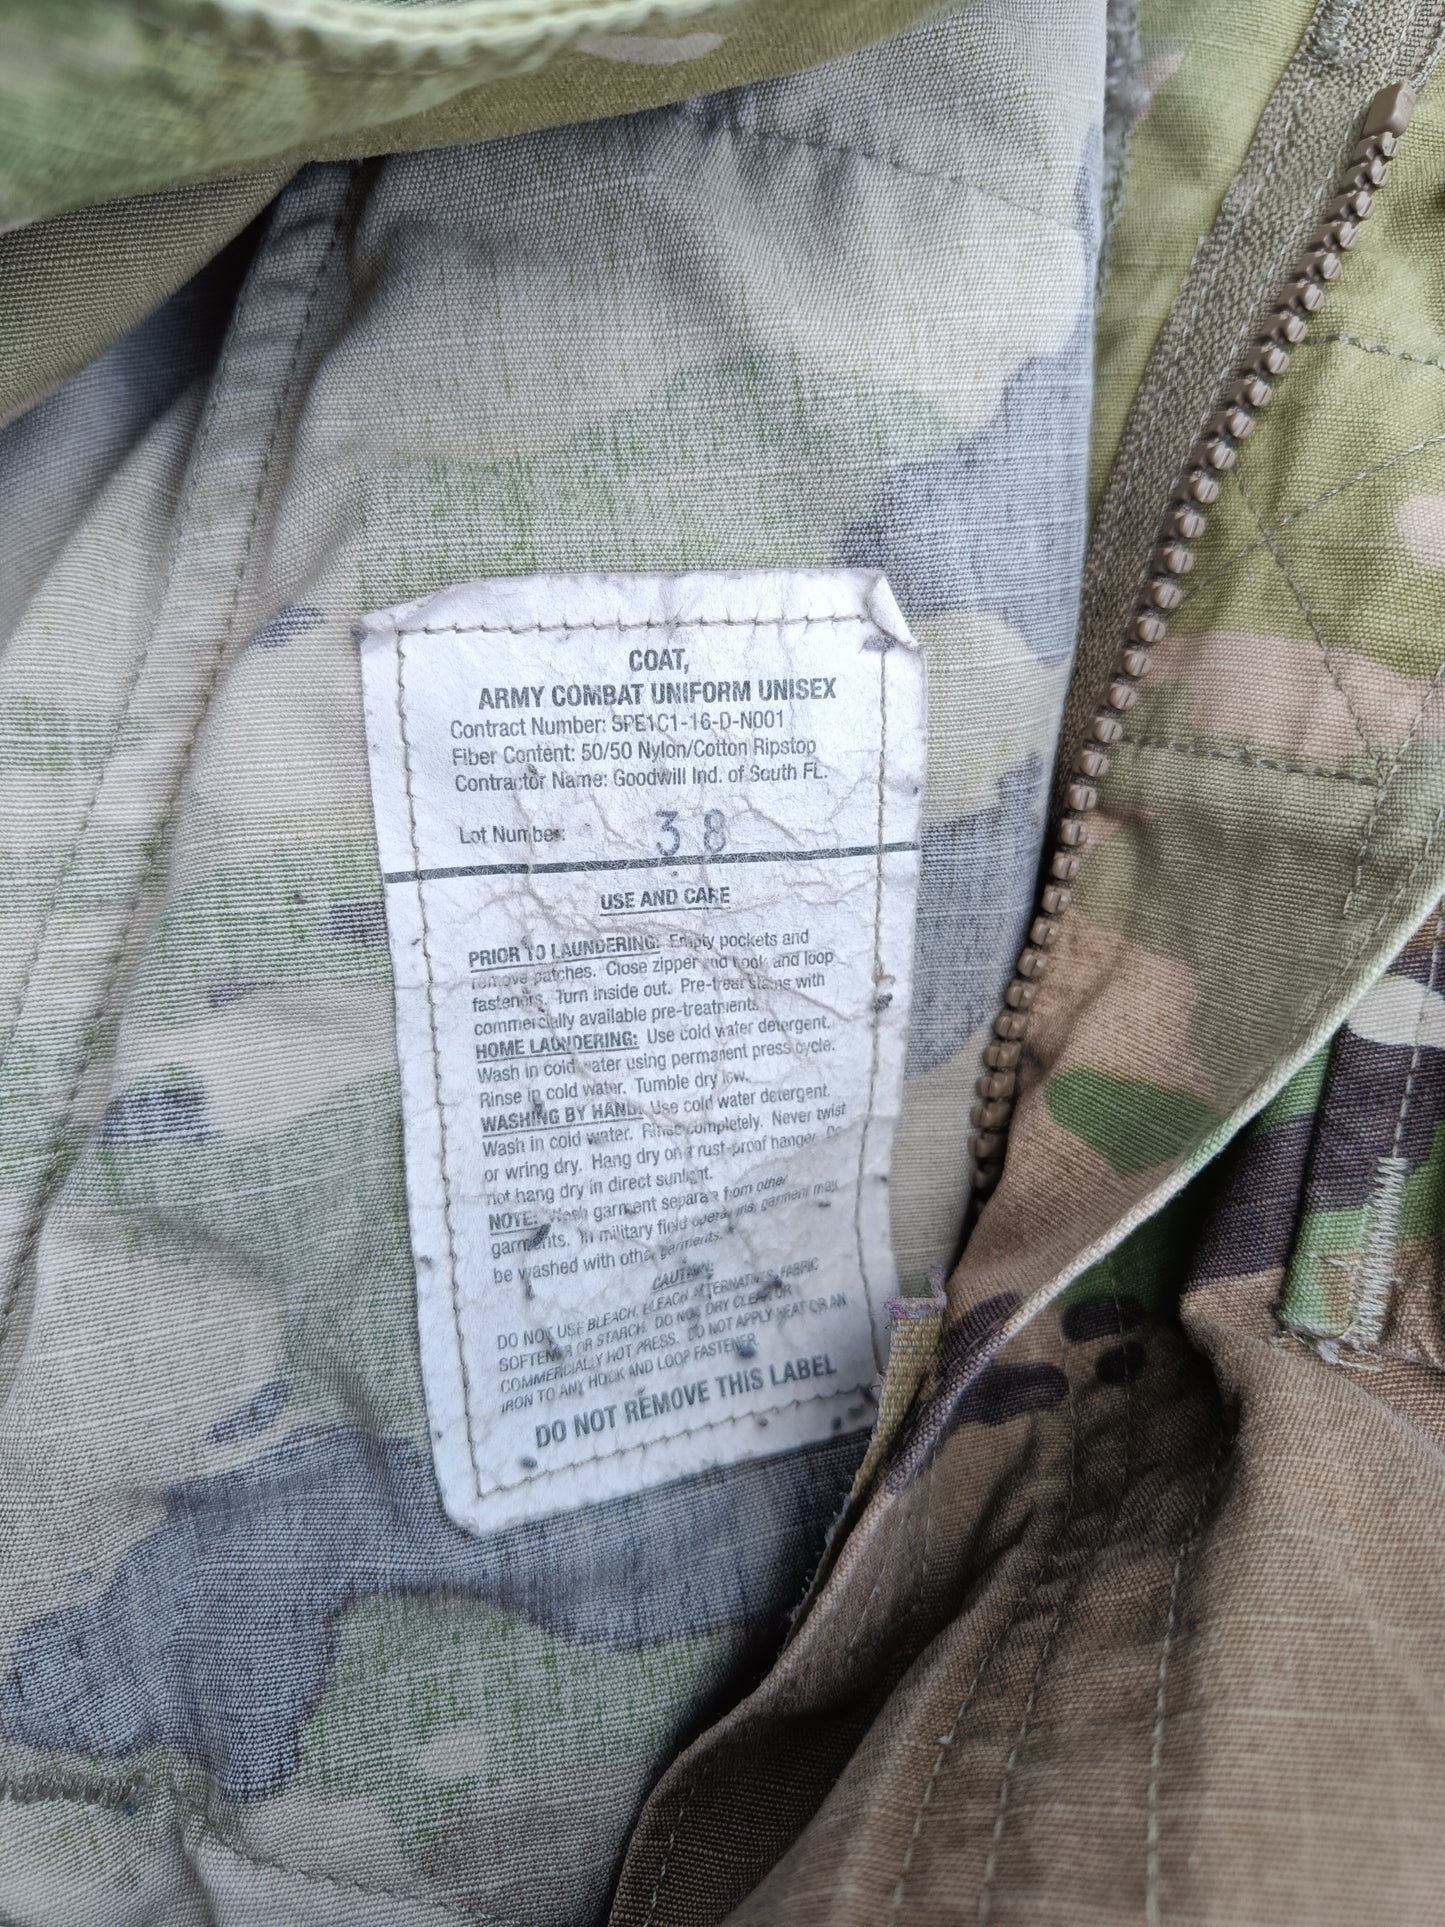 COAT,
ARMY COMBAT UNIFORM UNISEX
Contract Number: SPE1C1-16-D-N001
Fiber Content: 50/50 Nylon/Cotton Ripstop
Contractor Name: Goodwill Ind. of South FL.
Lot Number: 38
USE AND CARE
PRIOR TO LAUNDERING: Empty pockets and
remove patches. Close zipper and hook and loop
fasteners. Turn inside out. Pre-treat stains with
commercially available pre-treatments.
HOME LAUNDERING: Use cold water detergent.
Wash in cold water using permanent press cycle.
Rinse in cold water. Tumble dry low.
WASHING BY HAND: Use cold water detergent.
Wash in cold water. Rinse completely. Never twist
or wring dry. Hang dry on a rust-proof hanger. Do
not hang dry in direct sunlight.
NOTE: Wash garment separate from other
garments. In military field operations, garment may
be washed with other garments.
CAUTION:
DO NOT USE BLEACH, BLEACH ALTERNATIVES, FABRIC
SOFTENER OR STARCH. DO NOT DRY CLEAN OR
COMMERCIALLY HOT PRESS. DO NOT APPLY HEAT OR AN
IRON TO ANY HOOK AND LOOP FASTENER
DO NOT REMOVE THIS LABEL